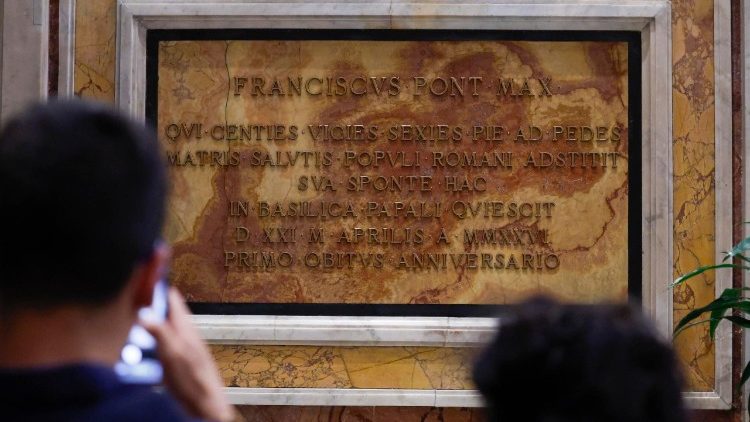 FRANCISCVS · PONT · MAX ·
QVI · CENTIES · VIGIES · SEXIES · PIE · AD · PEDES
MATRIS · SALVTIS · POPVLI · ROMANI · ADSTITIT
SVA · SPONTE · HAC
IN · BASILICA · PAPALI · QVIESCIT
D · XXI · M · APRILIS · A · MMXXVI
PRIMO · OBITVS · ANNIVERSARIO